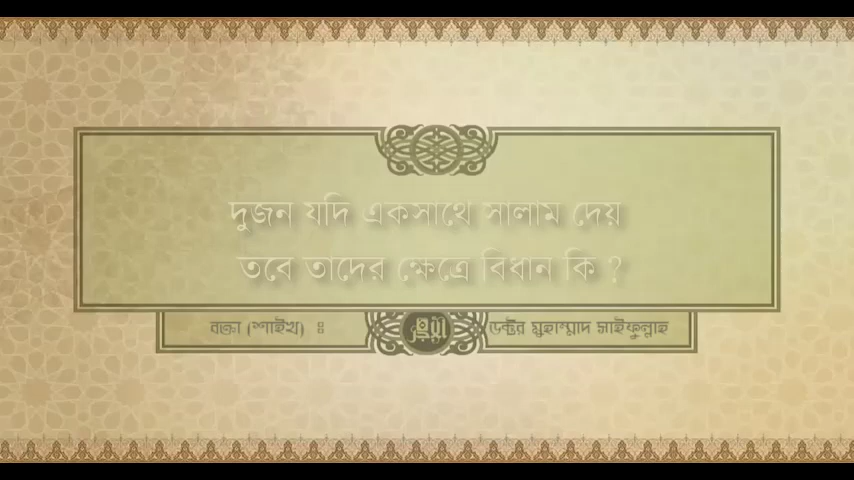 দুজন যদি একসাথে সালাম দেয়
তবে তাদের ক্ষেত্রে বিধান কি ?
বক্তা (শাইখ) ঃ ডক্টর মুহাম্মাদ সাইফুল্লাহ